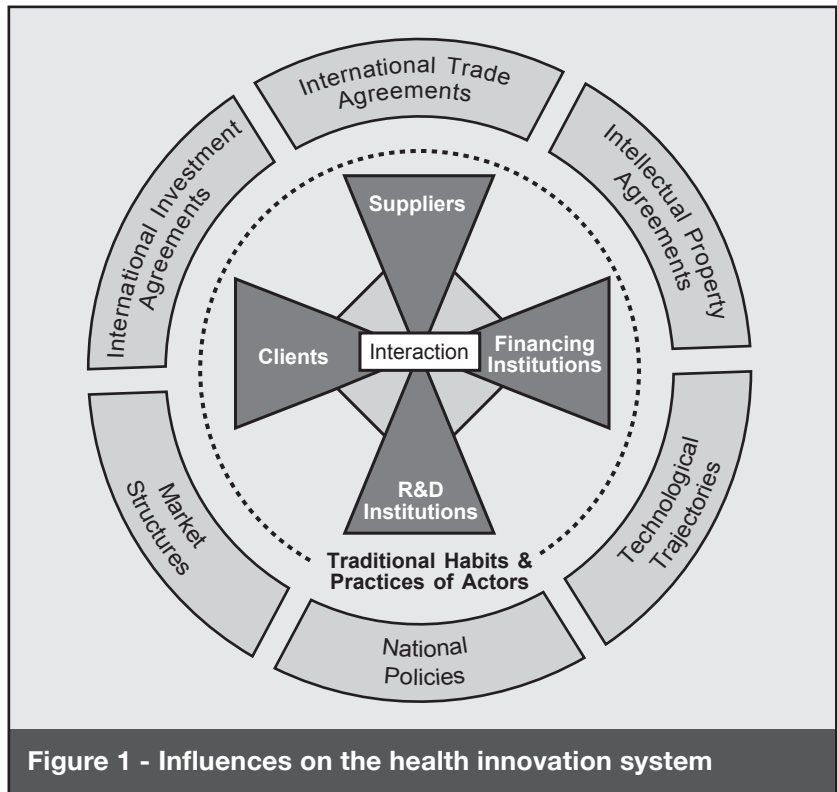 International Trade
Agreements
Intellectual Property
Agreements
Technological
Trajectories
National
Policies
Market
Structures
International Investment
Agreements
Suppliers
Clients
Interaction
Financing
Institutions
R&D
Institutions
Traditional Habits &
Practices of Actors
Figure 1 - Influences on the health innovation system